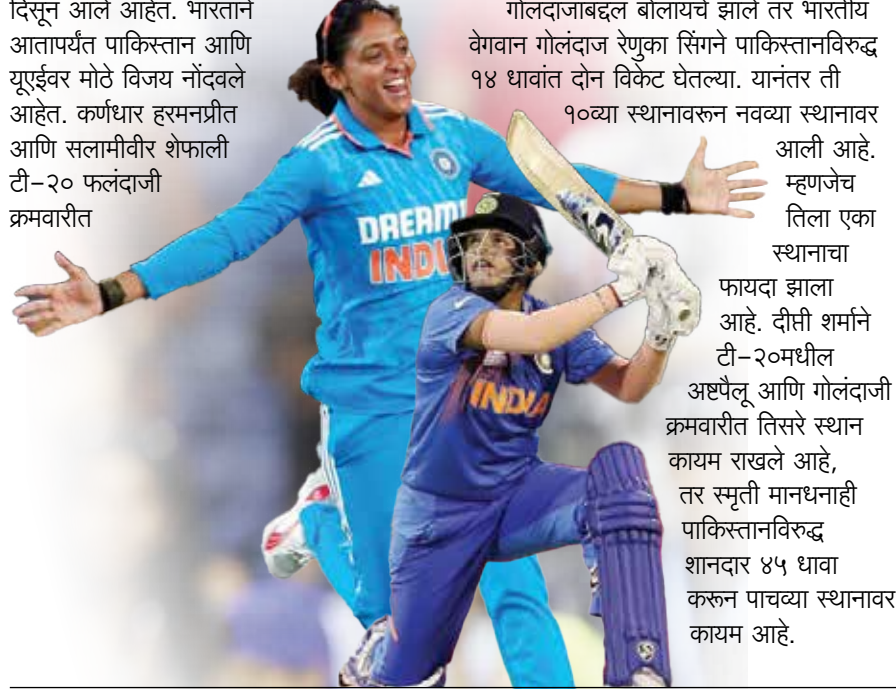 दिसून आले आहेत. भारताने
आतापर्यंत पाकिस्तान आणि
यूएईवर मोठे विजय नोंदवले
आहेत. कर्णधार हरमनप्रीत
आणि सलामीवीर शेफाली
टी-२० फलंदाजी
क्रमवारीत
गोलंदाजांबद्दल बोलायचे झाले तर भारतीय
वेगवान गोलंदाज रेणुका सिंगने पाकिस्तानविरुद्ध
१४ धावांत दोन विकेट घेतल्या. यानंतर ती
१०व्या स्थानावरून नवव्या स्थानावर
आली आहे.
म्हणजेच
तिला एका
स्थानाचा
फायदा झाला
आहे. दीप्ती शर्माने
टी-२०मधील
अष्टपैलू आणि गोलंदाजी
क्रमवारीत तिसरे स्थान
कायम राखले आहे,
तर स्मृती मानधनाही
पाकिस्तानविरुद्ध
शानदार ४५ धावा
करून पाचव्या स्थानावर
कायम आहे.
DREAM
INDI
INDIA